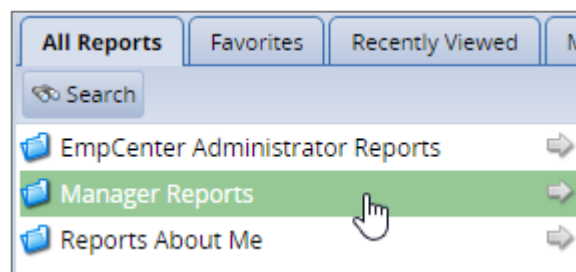 All Reports Favorites Recently Viewed
Search
EmpCenter Administrator Reports
Manager Reports
Reports About Me